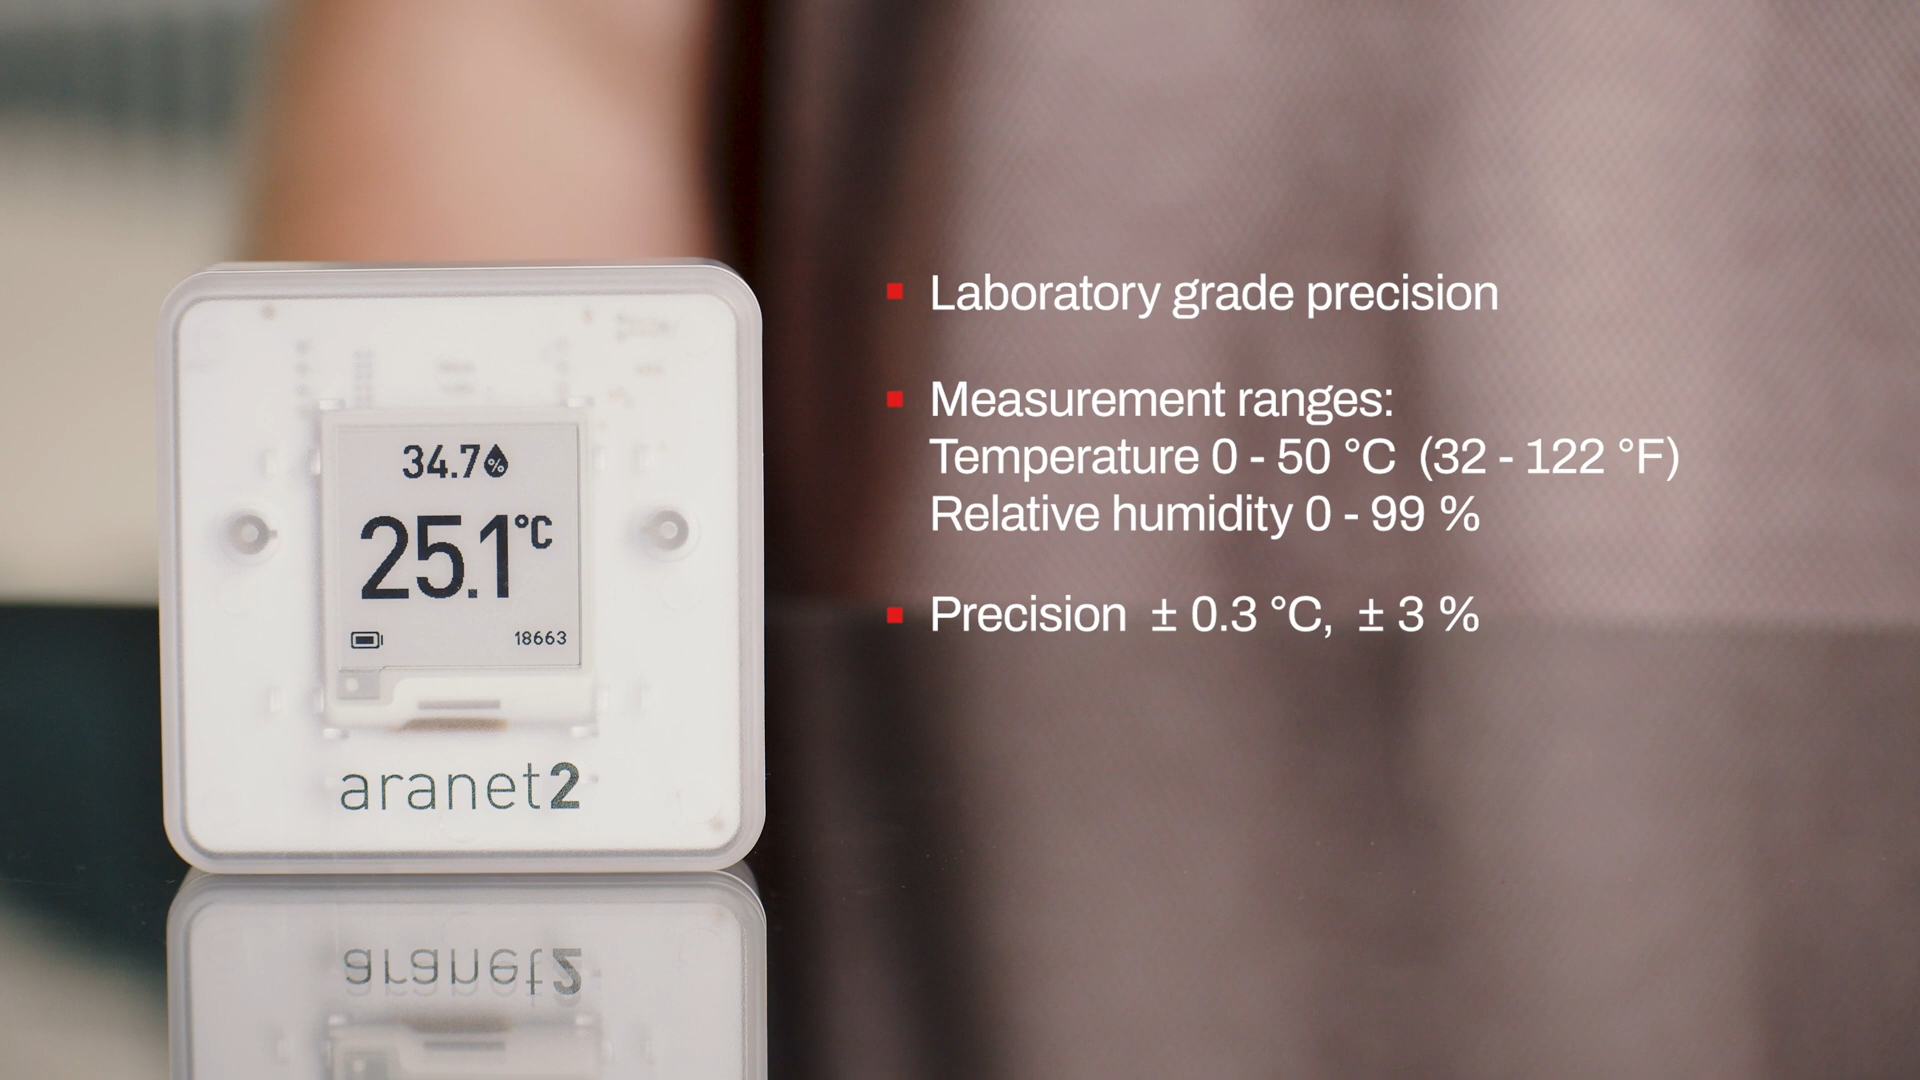 34.7%
25.1°C
18663
aranet2
Laboratory grade precision
Measurement ranges:
Temperature 0 - 50 °C (32 - 122 °F)
Relative humidity 0 - 99 %
Precision ± 0.3 °C, ± 3 %
aranet2